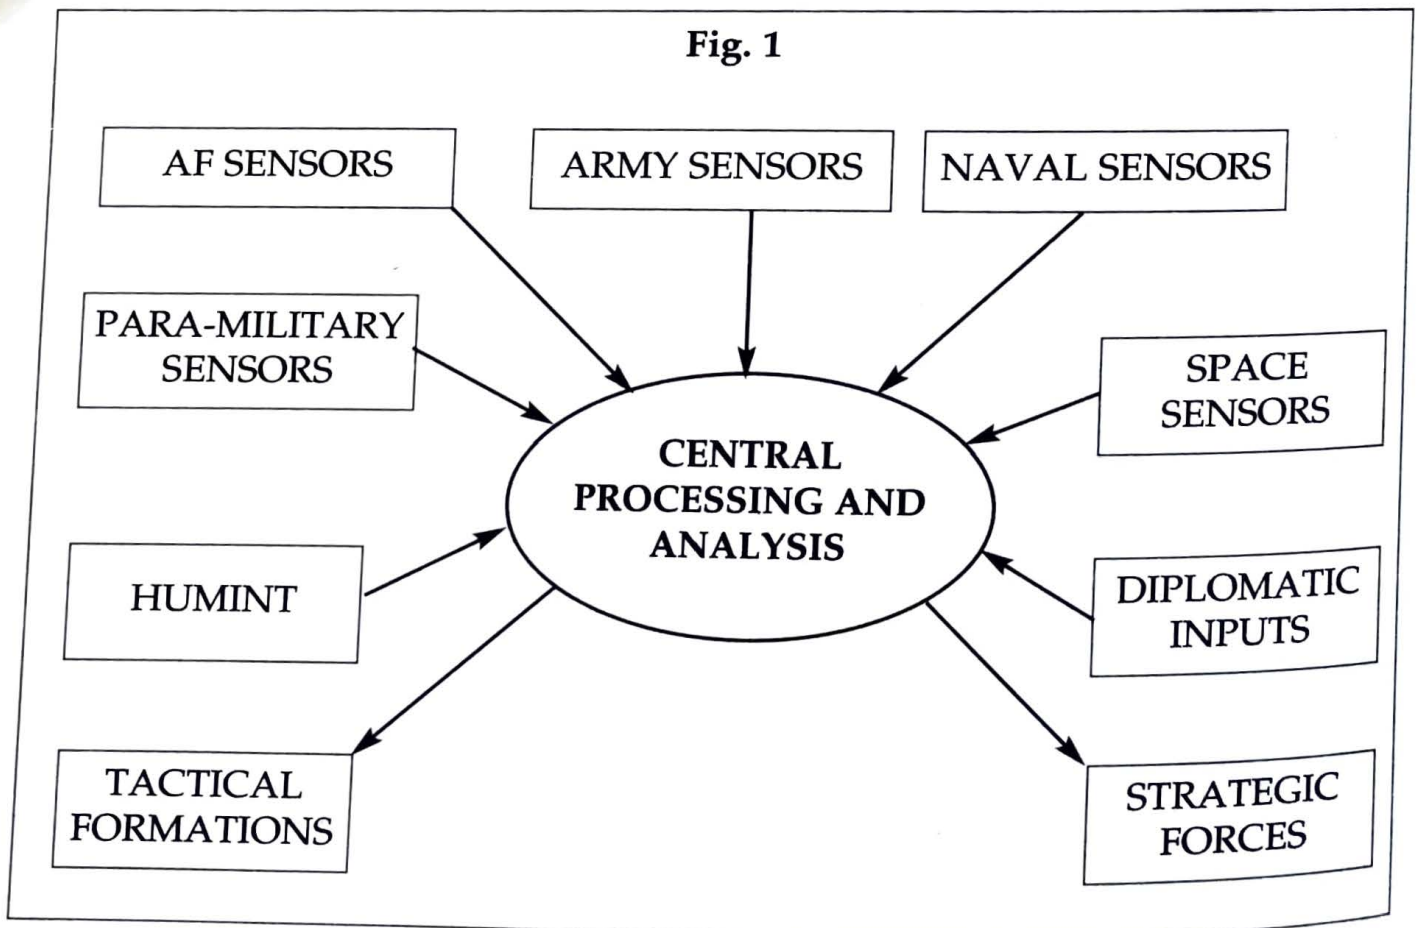 Fig. 1
AF SENSORS
ARMY SENSORS
NAVAL SENSORS
PARA-MILITARY
SENSORS
SPACE
SENSORS
CENTRAL
PROCESSING AND
ANALYSIS
HUMINT
DIPLOMATIC
INPUTS
TACTICAL
FORMATIONS
STRATEGIC
FORCES